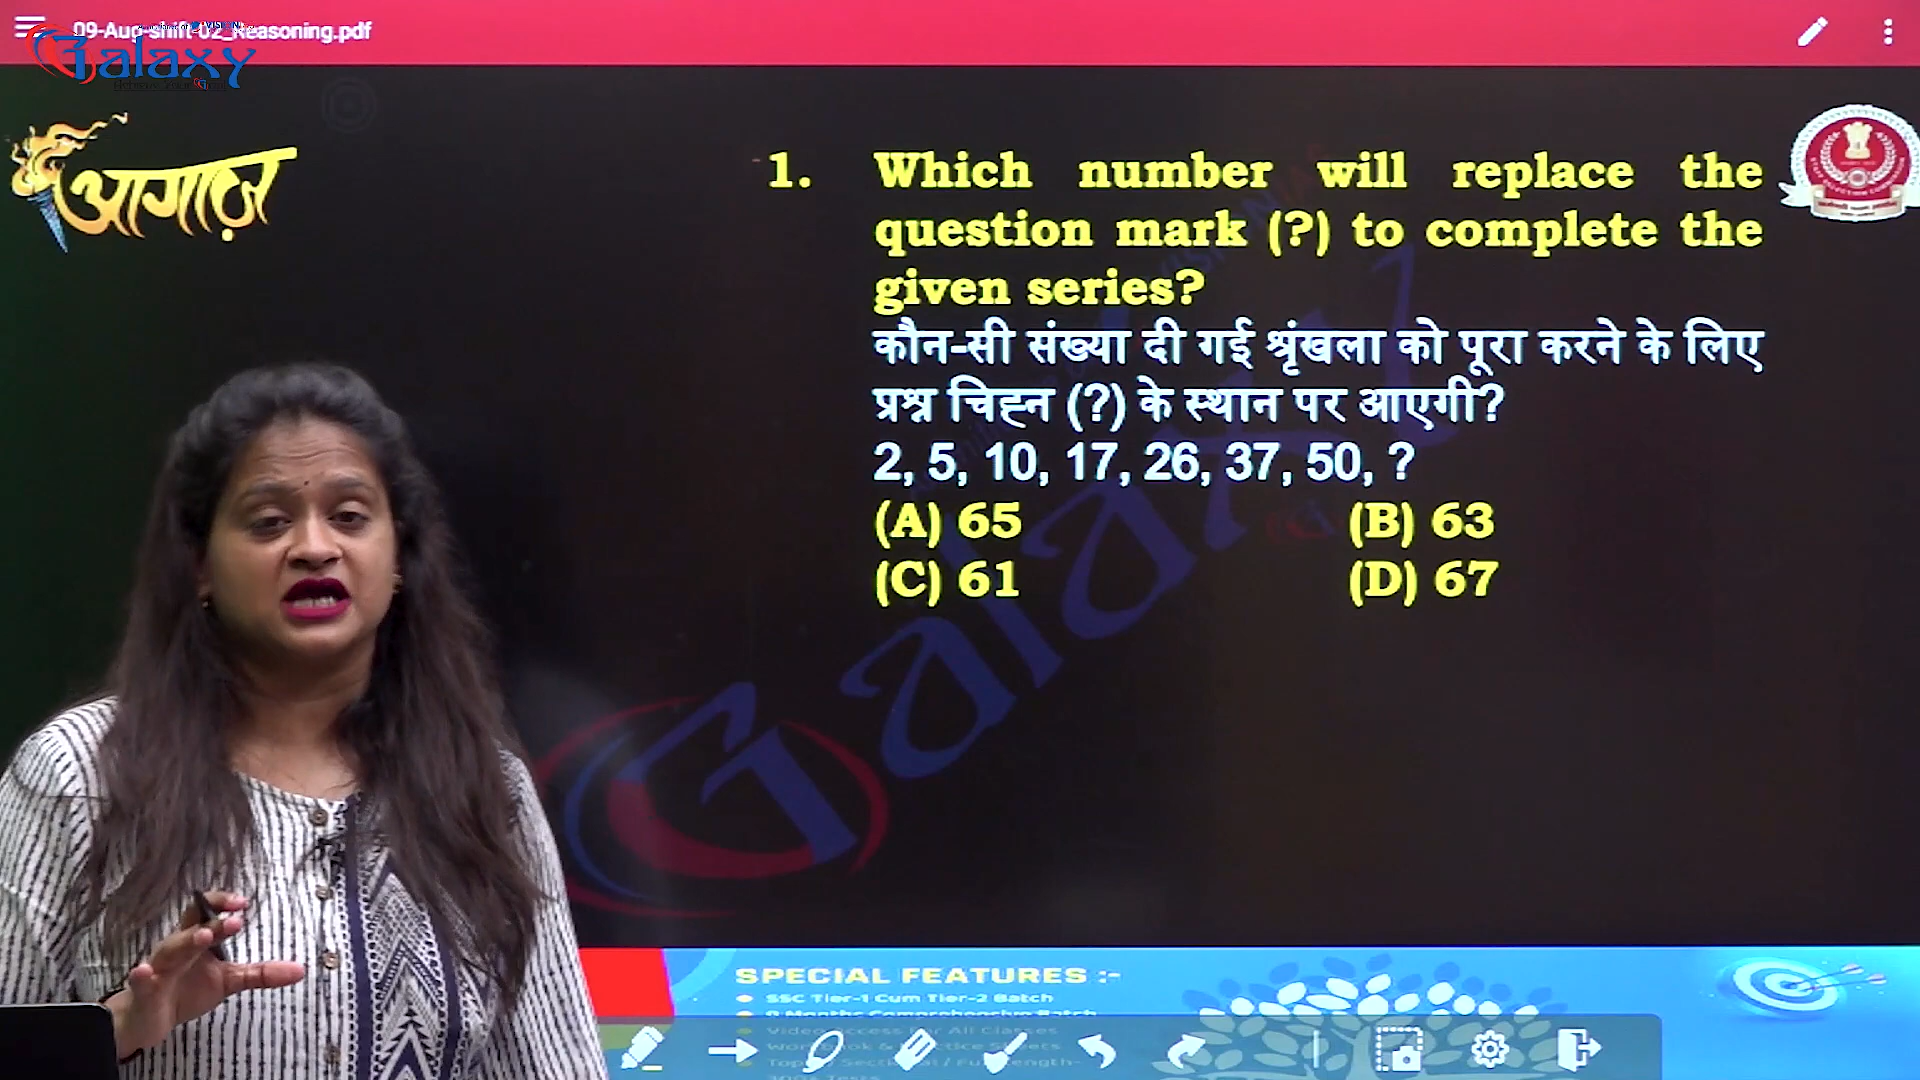 09-Aug-shift-02_Reasoning.pdf
Galaxy
आगाज़
1. Which number will replace the
question mark (?) to complete the
given series?
कौन-सी संख्या दी गई श्रृंखला को पूरा करने के लिए
प्रश्न चिह्न (?) के स्थान पर आएगी?
2, 5, 10, 17, 26, 37, 50, ?
(A) 65 (B) 63
(C) 61 (D) 67
Galaxy
SPECIAL FEATURES :-
SSC Tier-1 Cum Tier-2 Batch